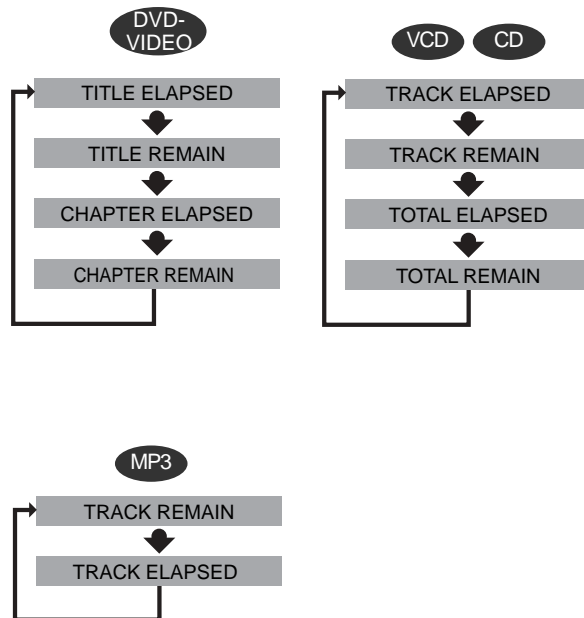 DVD-
VIDEO
TITLE ELAPSED
TITLE REMAIN
CHAPTER ELAPSED
CHAPTER REMAIN
VCD CD
TRACK ELAPSED
TRACK REMAIN
TOTAL ELAPSED
TOTAL REMAIN
MP3
TRACK REMAIN
TRACK ELAPSED